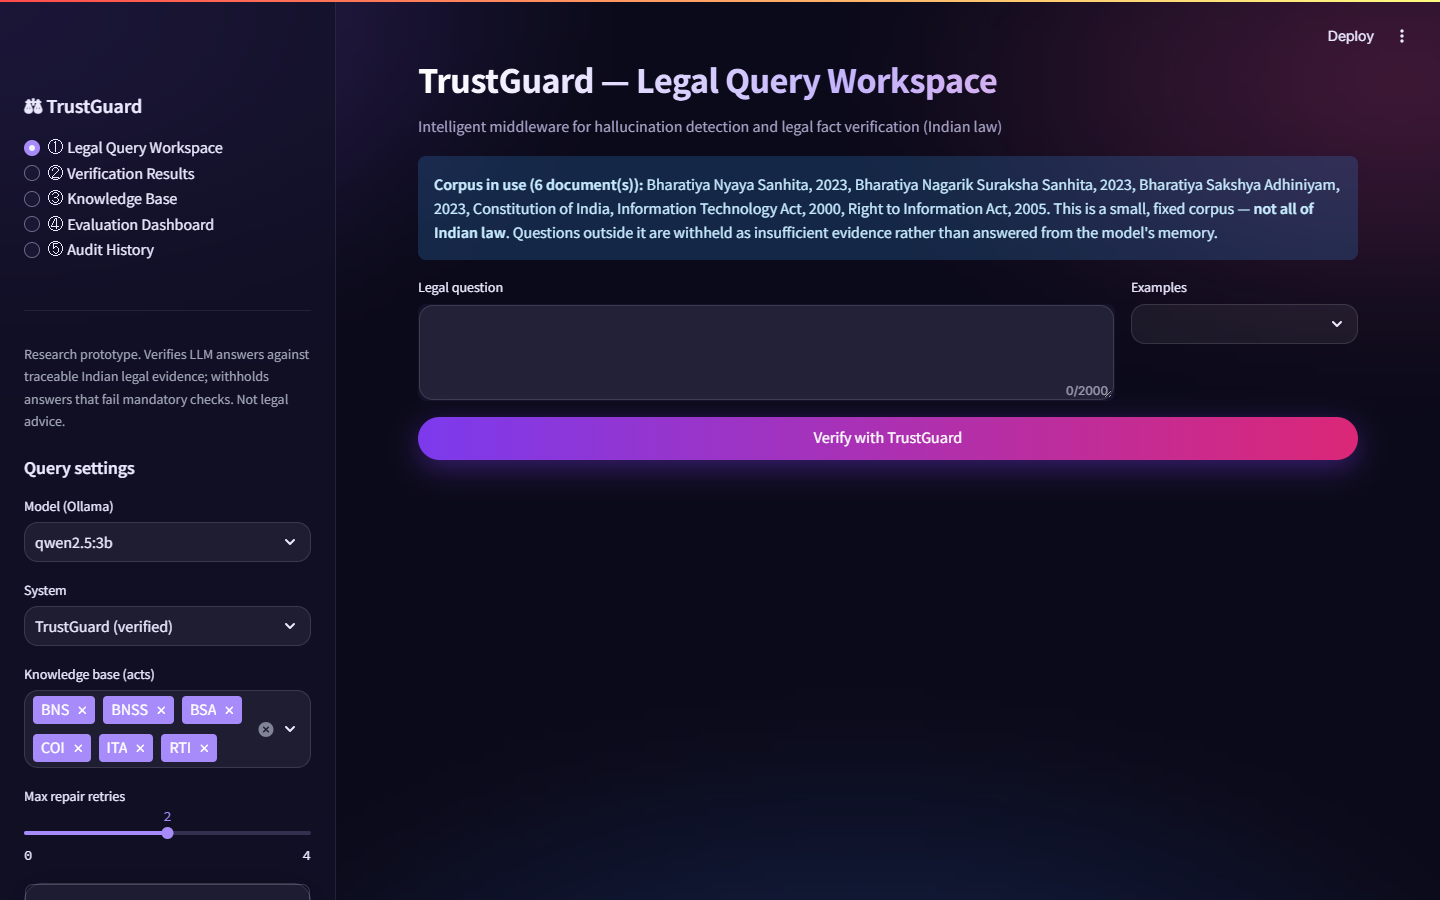 Deploy
TrustGuard
① Legal Query Workspace
② Verification Results
③ Knowledge Base
④ Evaluation Dashboard
⑤ Audit History
Research prototype. Verifies LLM answers against
traceable Indian legal evidence; withholds
answers that fail mandatory checks. Not legal
advice.
Query settings
Model (Ollama)
qwen2.5:3b
System
TrustGuard (verified)
Knowledge base (acts)
BNS × BNSS × BSA ×
COI × ITA × RTI ×
Max repair retries
2
0 4
TrustGuard — Legal Query Workspace
Intelligent middleware for hallucination detection and legal fact verification (Indian law)
Corpus in use (6 document(s)): Bharatiya Nyaya Sanhita, 2023, Bharatiya Nagarik Suraksha Sanhita, 2023, Bharatiya Sakshya Adhiniyam,
2023, Constitution of India, Information Technology Act, 2000, Right to Information Act, 2005. This is a small, fixed corpus — not all of
Indian law. Questions outside it are withheld as insufficient evidence rather than answered from the model's memory.
Legal question
0/2000
Examples
Verify with TrustGuard